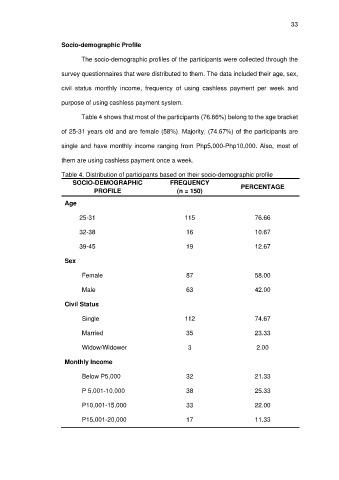 33
Socio-demographic Profile
The socio-demographic profiles of the participants were collected through the
survey questionnaires that were distributed to them. The data included their age, sex,
civil status monthly income, frequency of using cashless payment per week and
purpose of using cashless payment system.
Table 4 shows that most of the participants (76.66%) belong to the age bracket
of 25-31 years old and are female (58%). Majority, (74.67%) of the participants are
single and have monthly income ranging from Php5,000-Php10,000. Also, most of
them are using cashless payment once a week.
Table 4. Distribution of participants based on their socio-demographic profile
SOCIO-DEMOGRAPHIC PROFILE FREQUENCY (n = 150) PERCENTAGE
Age
25-31 115 76.66
32-38 16 10.67
39-45 19 12.67
Sex
Female 87 58.00
Male 63 42.00
Civil Status
Single 112 74.67
Married 35 23.33
Widow/Widower 3 2.00
Monthly Income
Below P5,000 32 21.33
P 5,001-10,000 38 25.33
P10,001-15,000 33 22.00
P15,001-20,000 17 11.33